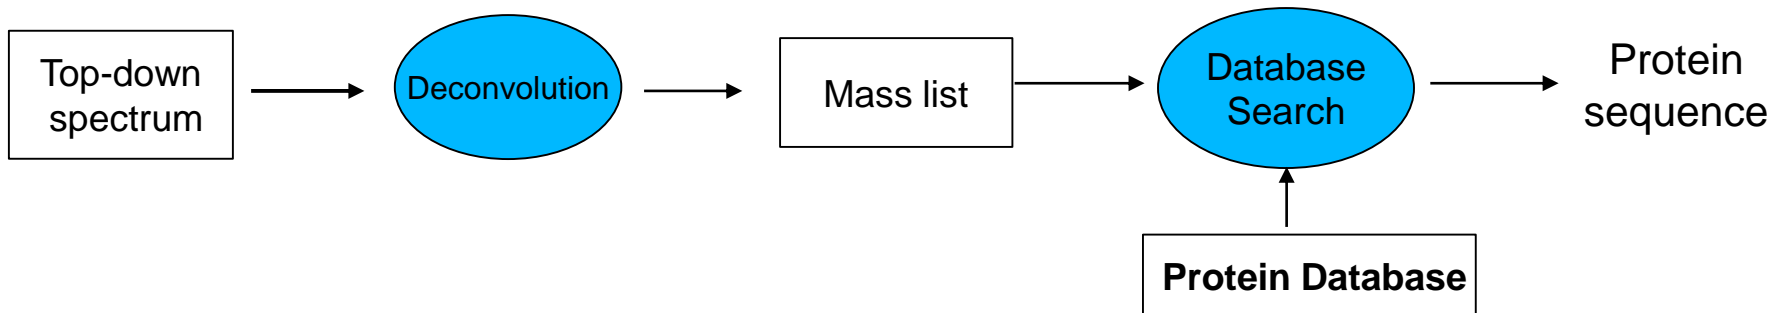 Top-down
spectrum
Deconvolution
Mass list
Database
Search
Protein
sequence
Protein Database